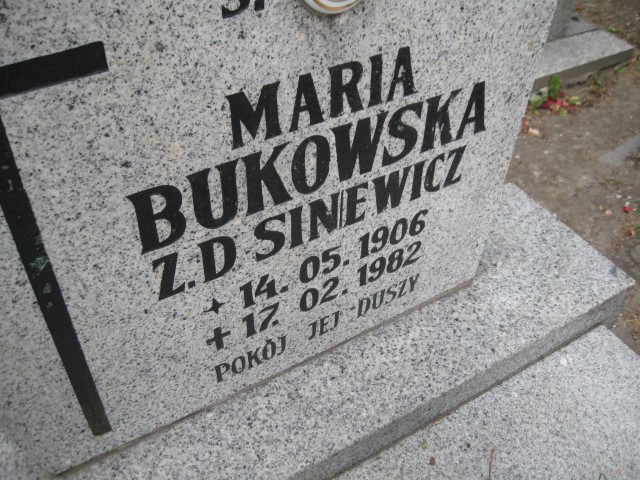 MARIA
BUKOWSKA
Z.D SINIEWICZ
14. 05. 1906
+ 17. 02. 1982
POKÓJ JEJ DUSZY